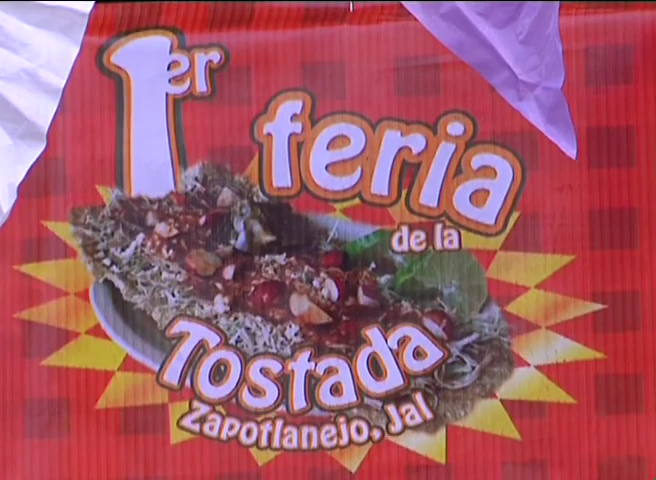 1er feria
de la
Tostada
Zapotlanejo, Jal